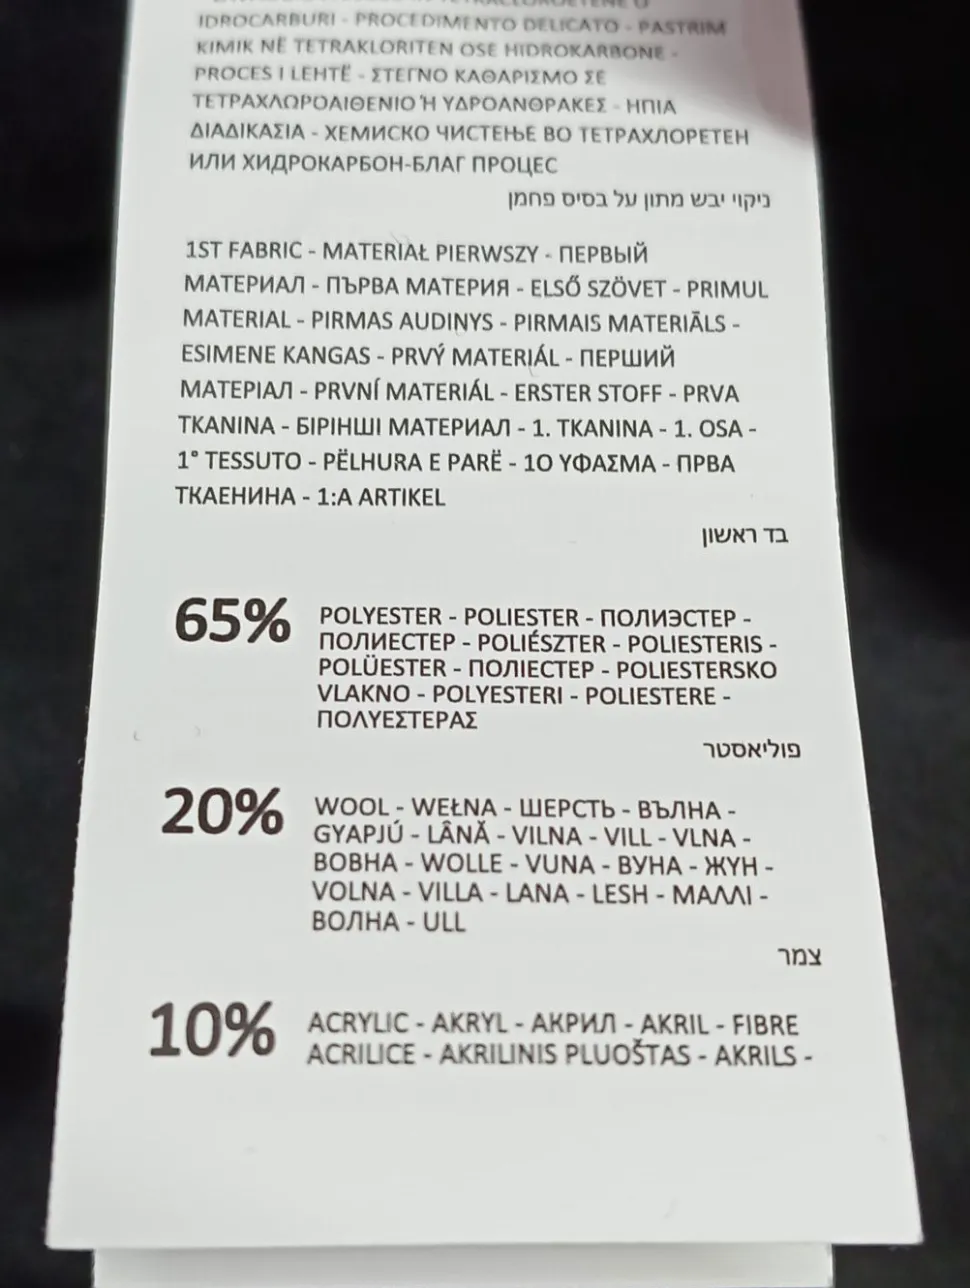 IDROCARBURI - PROCEDIMENTO DELICATO - PASTRIM
KIMIK NË TETRAKLORITEN OSE HIDROKARBONE -
PROCES I LEHTË - ΣΤΕΓΝΟ ΚΑΘΑΡΙΣΜΟ ΣΕ
ΤΕΤΡΑΧΛΩΡΟΑΙΘΕΝΙΟ Ή ΥΔΡΟΑΝΘΡΑΚΕΣ - ΗΠΙΑ
ΔΙΑΔΙΚΑΣΙΑ - ХЕМИСКО ЧИСТЕЊЕ ВО ТЕТРАХЛОРЕТЕН
ИЛИ ХИДРОКАРБОН-БЛАГ ПРОЦЕС
ניקוי יבש מתון על בסיס פחמן
1ST FABRIC - MATERIAŁ PIERWSZY - ПЕРВЫЙ
МАТЕРИАЛ - ПЪРВА МАТЕРИЯ - ELSŐ SZÖVET - PRIMUL
MATERIAL - PIRMAS AUDINYS - PIRMAIS MATERIĀLS -
ESIMENE KANGAS - PRVÝ MATERIÁL - ПЕРШИЙ
МАТЕРІАЛ - PRVNÍ MATERIÁL - ERSTER STOFF - PRVA
TKANINA - БІРІНШІ МАТЕРИАЛ - 1. TKANINA - 1. OSA -
1° TESSUTO - PËLHURA E PARË - 1Ο ΥΦΑΣΜΑ - ПРВА
ТКАЕНИНА - 1:A ARTIKEL
בד ראשון
65% POLYESTER - POLIESTER - ПОЛИЭСТЕР -
ПОЛИЕСТЕР - POLIÉSZTER - POLIESTERIS -
POLÜESTER - ПОЛІЕСТЕР - POLIESTERSKO
VLAKNO - POLYESTERI - POLIESTERE -
ΠΟΛΥΕΣΤΕΡΑΣ
פוליאסטר
20% WOOL - WEŁNA - ШЕРСТЬ - ВЪЛНА -
GYAPJÚ - LÂNĂ - VILNA - VILL - VLNA -
ВОВНА - WOLLE - VUNA - ВУНА - ЖҮН -
VOLNA - VILLA - LANA - LESH - ΜΑΛΛΙ -
ВОЛНА - ULL
צמר
10% ACRYLIC - AKRYL - АКРИЛ - AKRIL - FIBRE
ACRILICE - AKRILINIS PLUOŠTAS - AKRILS -